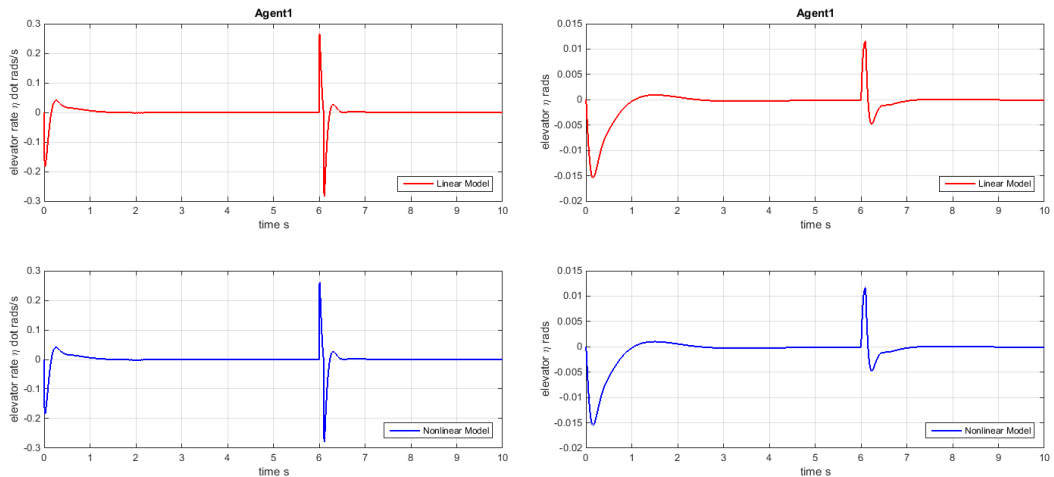 Agent1
elevator rate η dot rads/s
0.3
0.2
0.1
0
-0.1
-0.2
-0.3
Linear Model
0 1 2 3 4 5 6 7 8 9 10
time s
Agent1
elevator η rads
0.015
0.01
0.005
0
-0.005
-0.01
-0.015
-0.02
Linear Model
0 1 2 3 4 5 6 7 8 9 10
time s
elevator rate η dot rads/s
0.3
0.2
0.1
0
-0.1
-0.2
-0.3
Nonlinear Model
0 1 2 3 4 5 6 7 8 9 10
time s
elevator η rads
0.015
0.01
0.005
0
-0.005
-0.01
-0.015
-0.02
Nonlinear Model
0 1 2 3 4 5 6 7 8 9 10
time s